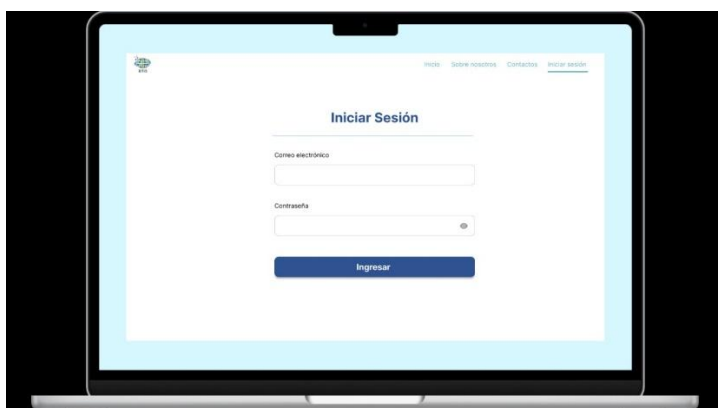 Inicio Sobre nosotros Contactos Iniciar sesión
Iniciar Sesión
Correo electrónico
Contraseña
Ingresar